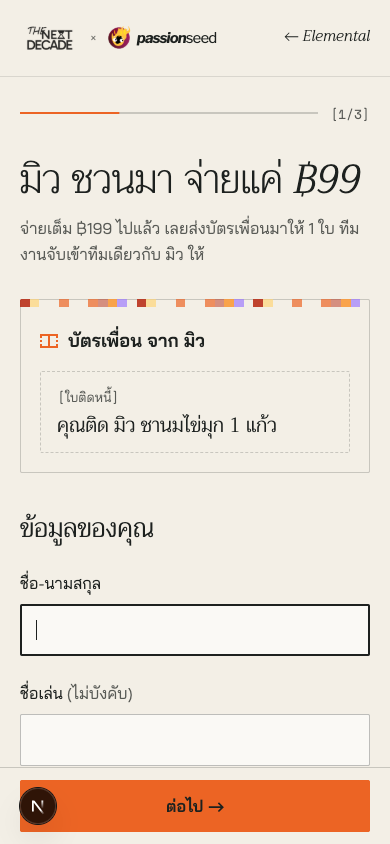 THE NEXT DECADE
×
passionseed
← Elemental
[1/3]
มิว ชวนมา จ่ายแค่ ฿99
จ่ายเต็ม ฿199 ไปแล้ว เลยส่งบัตรเพื่อนมาให้ 1 ใบ ทีม
งานจับเข้าทีมเดียวกับ มิว ให้
บัตรเพื่อน จาก มิว
[ใบติดหนี้]
คุณติด มิว ชานมไข่มุก 1 แก้ว
ข้อมูลของคุณ
ชื่อ-นามสกุล
ชื่อเล่น (ไม่บังคับ)
N
ต่อไป →